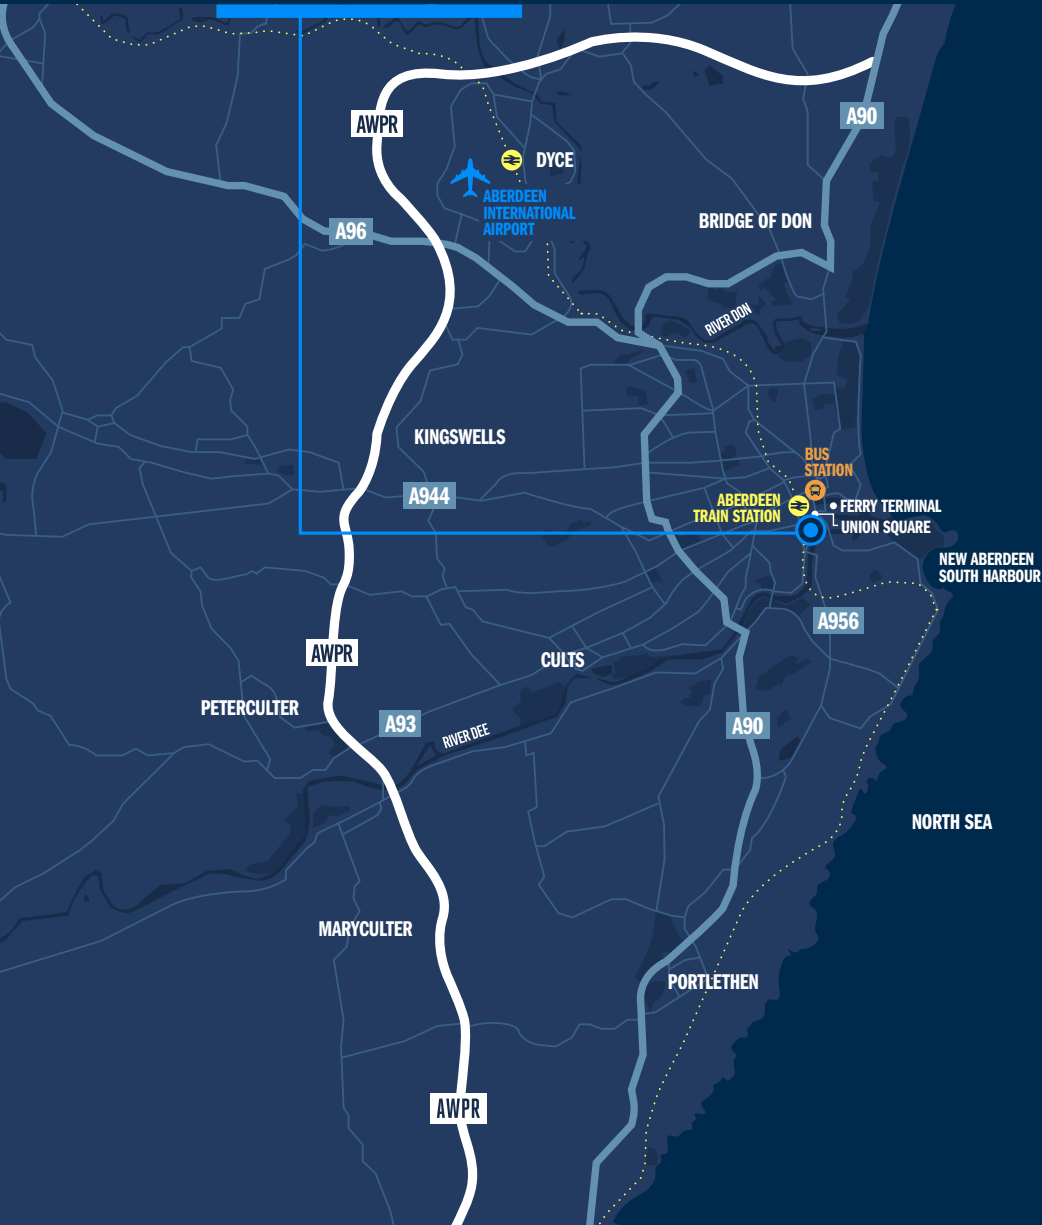 A90
AWPR
DYCE
ABERDEEN
INTERNATIONAL
AIRPORT
BRIDGE OF DON
A96
RIVER DON
KINGSWELLS
BUS
STATION
A944
ABERDEEN
TRAIN STATION
FERRY TERMINAL
UNION SQUARE
NEW ABERDEEN
SOUTH HARBOUR
A956
AWPR
CULTS
PETERCULTER
A93
RIVER DEE
A90
NORTH SEA
MARYCULTER
PORTLETHEN
AWPR